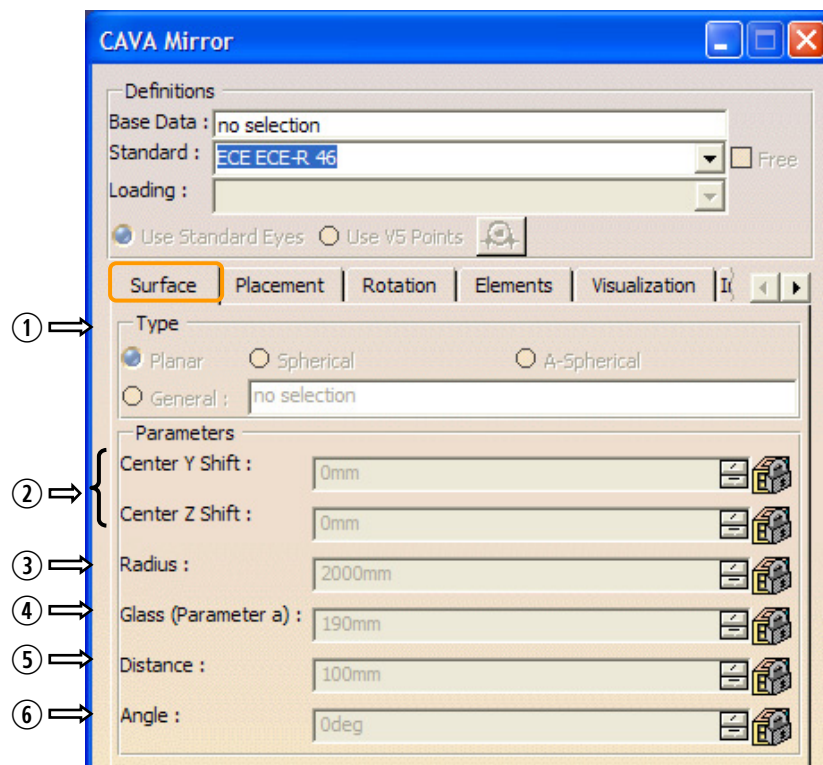 CAVA Mirror
Definitions
Base Data : no selection
Standard : ECE ECE-R 46 Free
Loading :
Use Standard Eyes Use V5 Points
Surface Placement Rotation Elements Visualization
① Type
Planar Spherical A-Spherical
General : no selection
Parameters
Center Y Shift : 0mm
②
Center Z Shift : 0mm
③ Radius : 2000mm
④ Glass (Parameter a) : 190mm
⑤ Distance : 100mm
⑥ Angle : 0deg